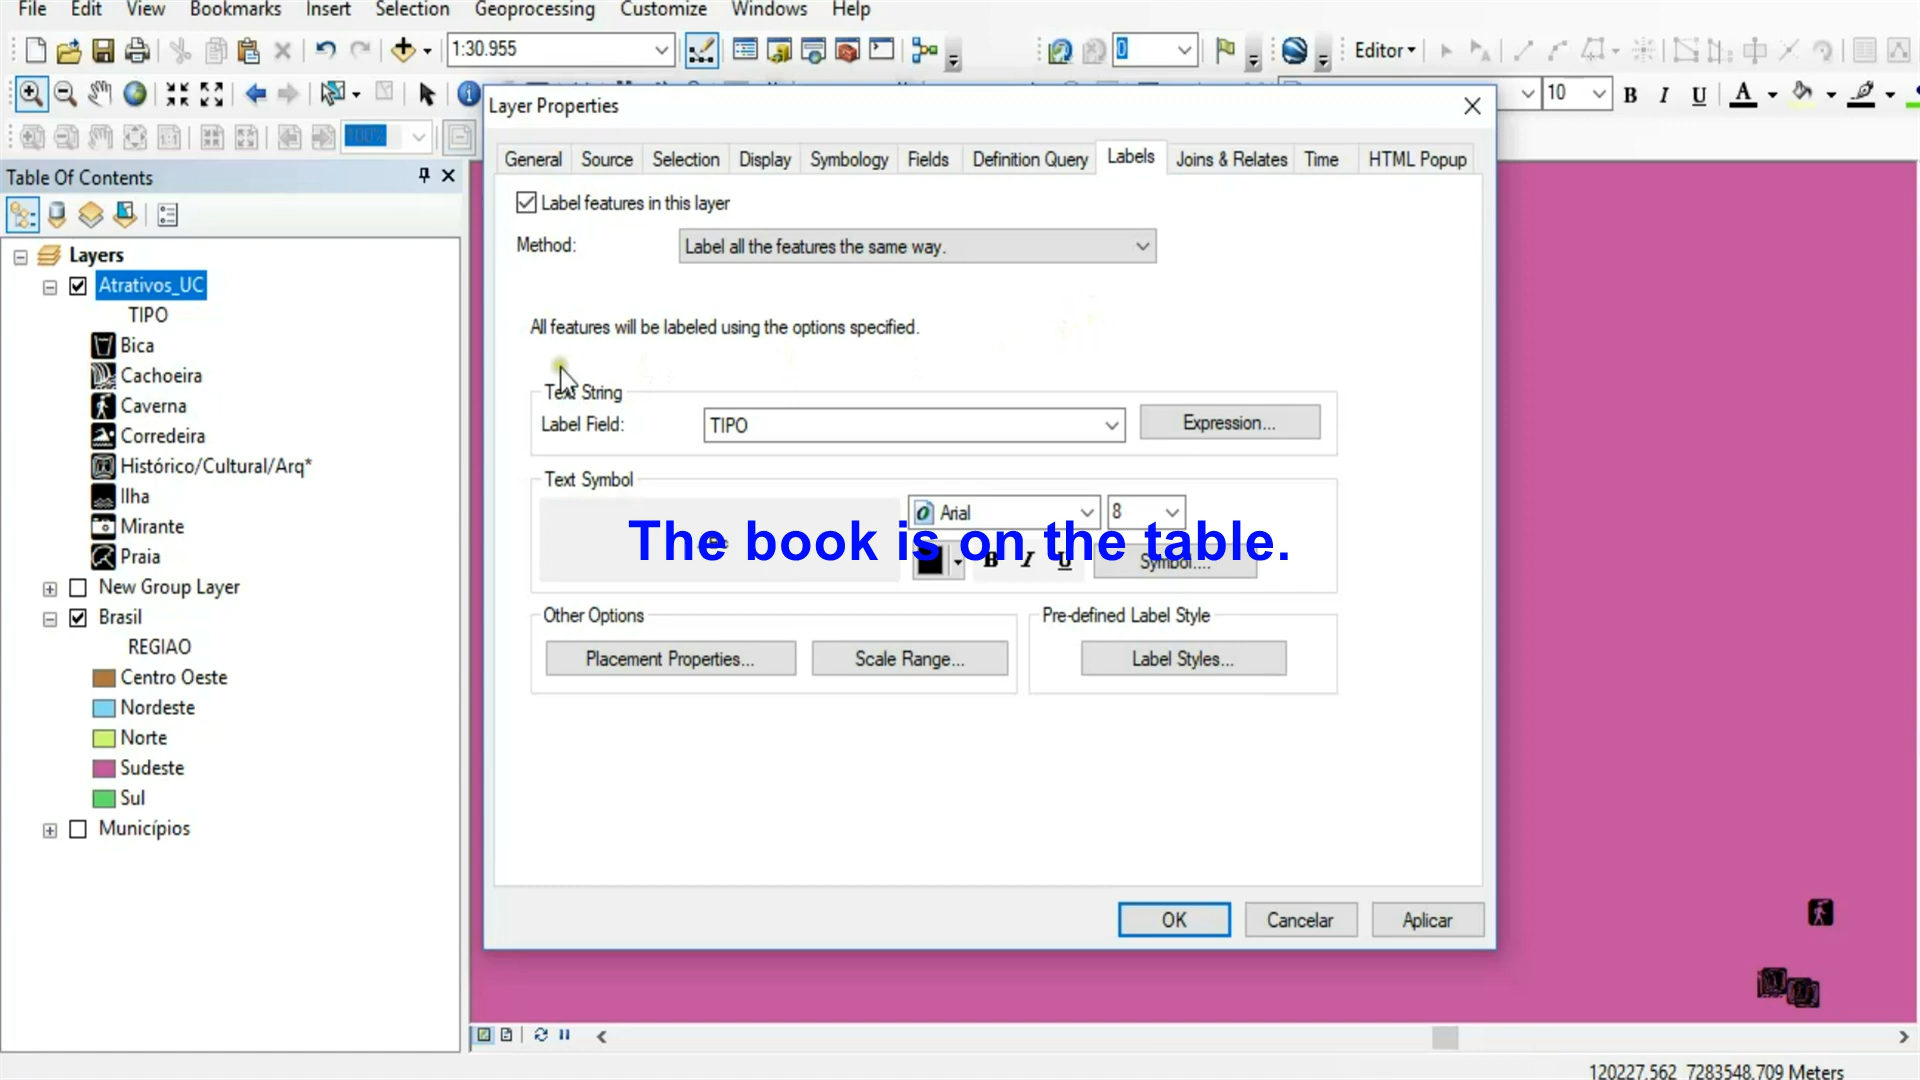 File Edit View Bookmarks Insert Selection Geoprocessing Customize Windows Help
1:30.955
0
Editor
10 B I U A
100%
Table Of Contents
Layers
Atrativos_UC
TIPO
Bica
Cachoeira
Caverna
Corredeira
Histórico/Cultural/Arq*
Ilha
Mirante
Praia
New Group Layer
Brasil
REGIAO
Centro Oeste
Nordeste
Norte
Sudeste
Sul
Municípios
Layer Properties
General Source Selection Display Symbology Fields Definition Query Labels Joins & Relates Time HTML Popup
Label features in this layer
Method: Label all the features the same way.
All features will be labeled using the options specified.
Text String
Label Field: TIPO Expression...
Text Symbol
Arial 8
The book is on the table.
B I U Symbol...
Other Options
Placement Properties... Scale Range...
Pre-defined Label Style
Label Styles...
OK Cancelar Aplicar
120227,562 7283548,709 Meters